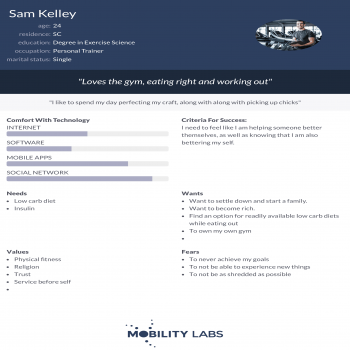 Sam Kelley
age: 24
residence: SC
education: Degree in Exercise Science
occupation: Personal Trainer
marital status: Single
"Loves the gym, eating right and working out"
"I like to spend my day perfecting my craft, along with along with picking up chicks"
Comfort With Technology
INTERNET
SOFTWARE
MOBILE APPS
SOCIAL NETWORK
Criteria For Success:
I need to feel like I am helping someone better
themselves, as well as knowing that I am also
bettering my self.
Needs
• Low carb diet
• Insulin
Wants
• Want to settle down and start a family.
• Want to become rich.
• Find an option for readily available low carb diets
while eating out
• To own my own gym
•
Values
• Physical fitness
• Religion
• Trust
• Service before self
•
Fears
• To never achieve my goals
• To not be able to experience new things
• To not be as shredded as possible
MOBILITY LABS